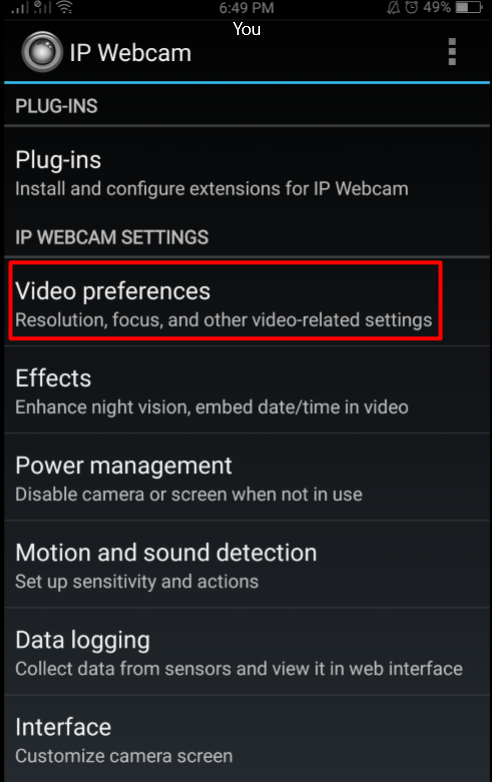 6:49 PM
49%
You
IP Webcam
PLUG-INS
Plug-ins
Install and configure extensions for IP Webcam
IP WEBCAM SETTINGS
Video preferences
Resolution, focus, and other video-related settings
Effects
Enhance night vision, embed date/time in video
Power management
Disable camera or screen when not in use
Motion and sound detection
Set up sensitivity and actions
Data logging
Collect data from sensors and view it in web interface
Interface
Customize camera screen